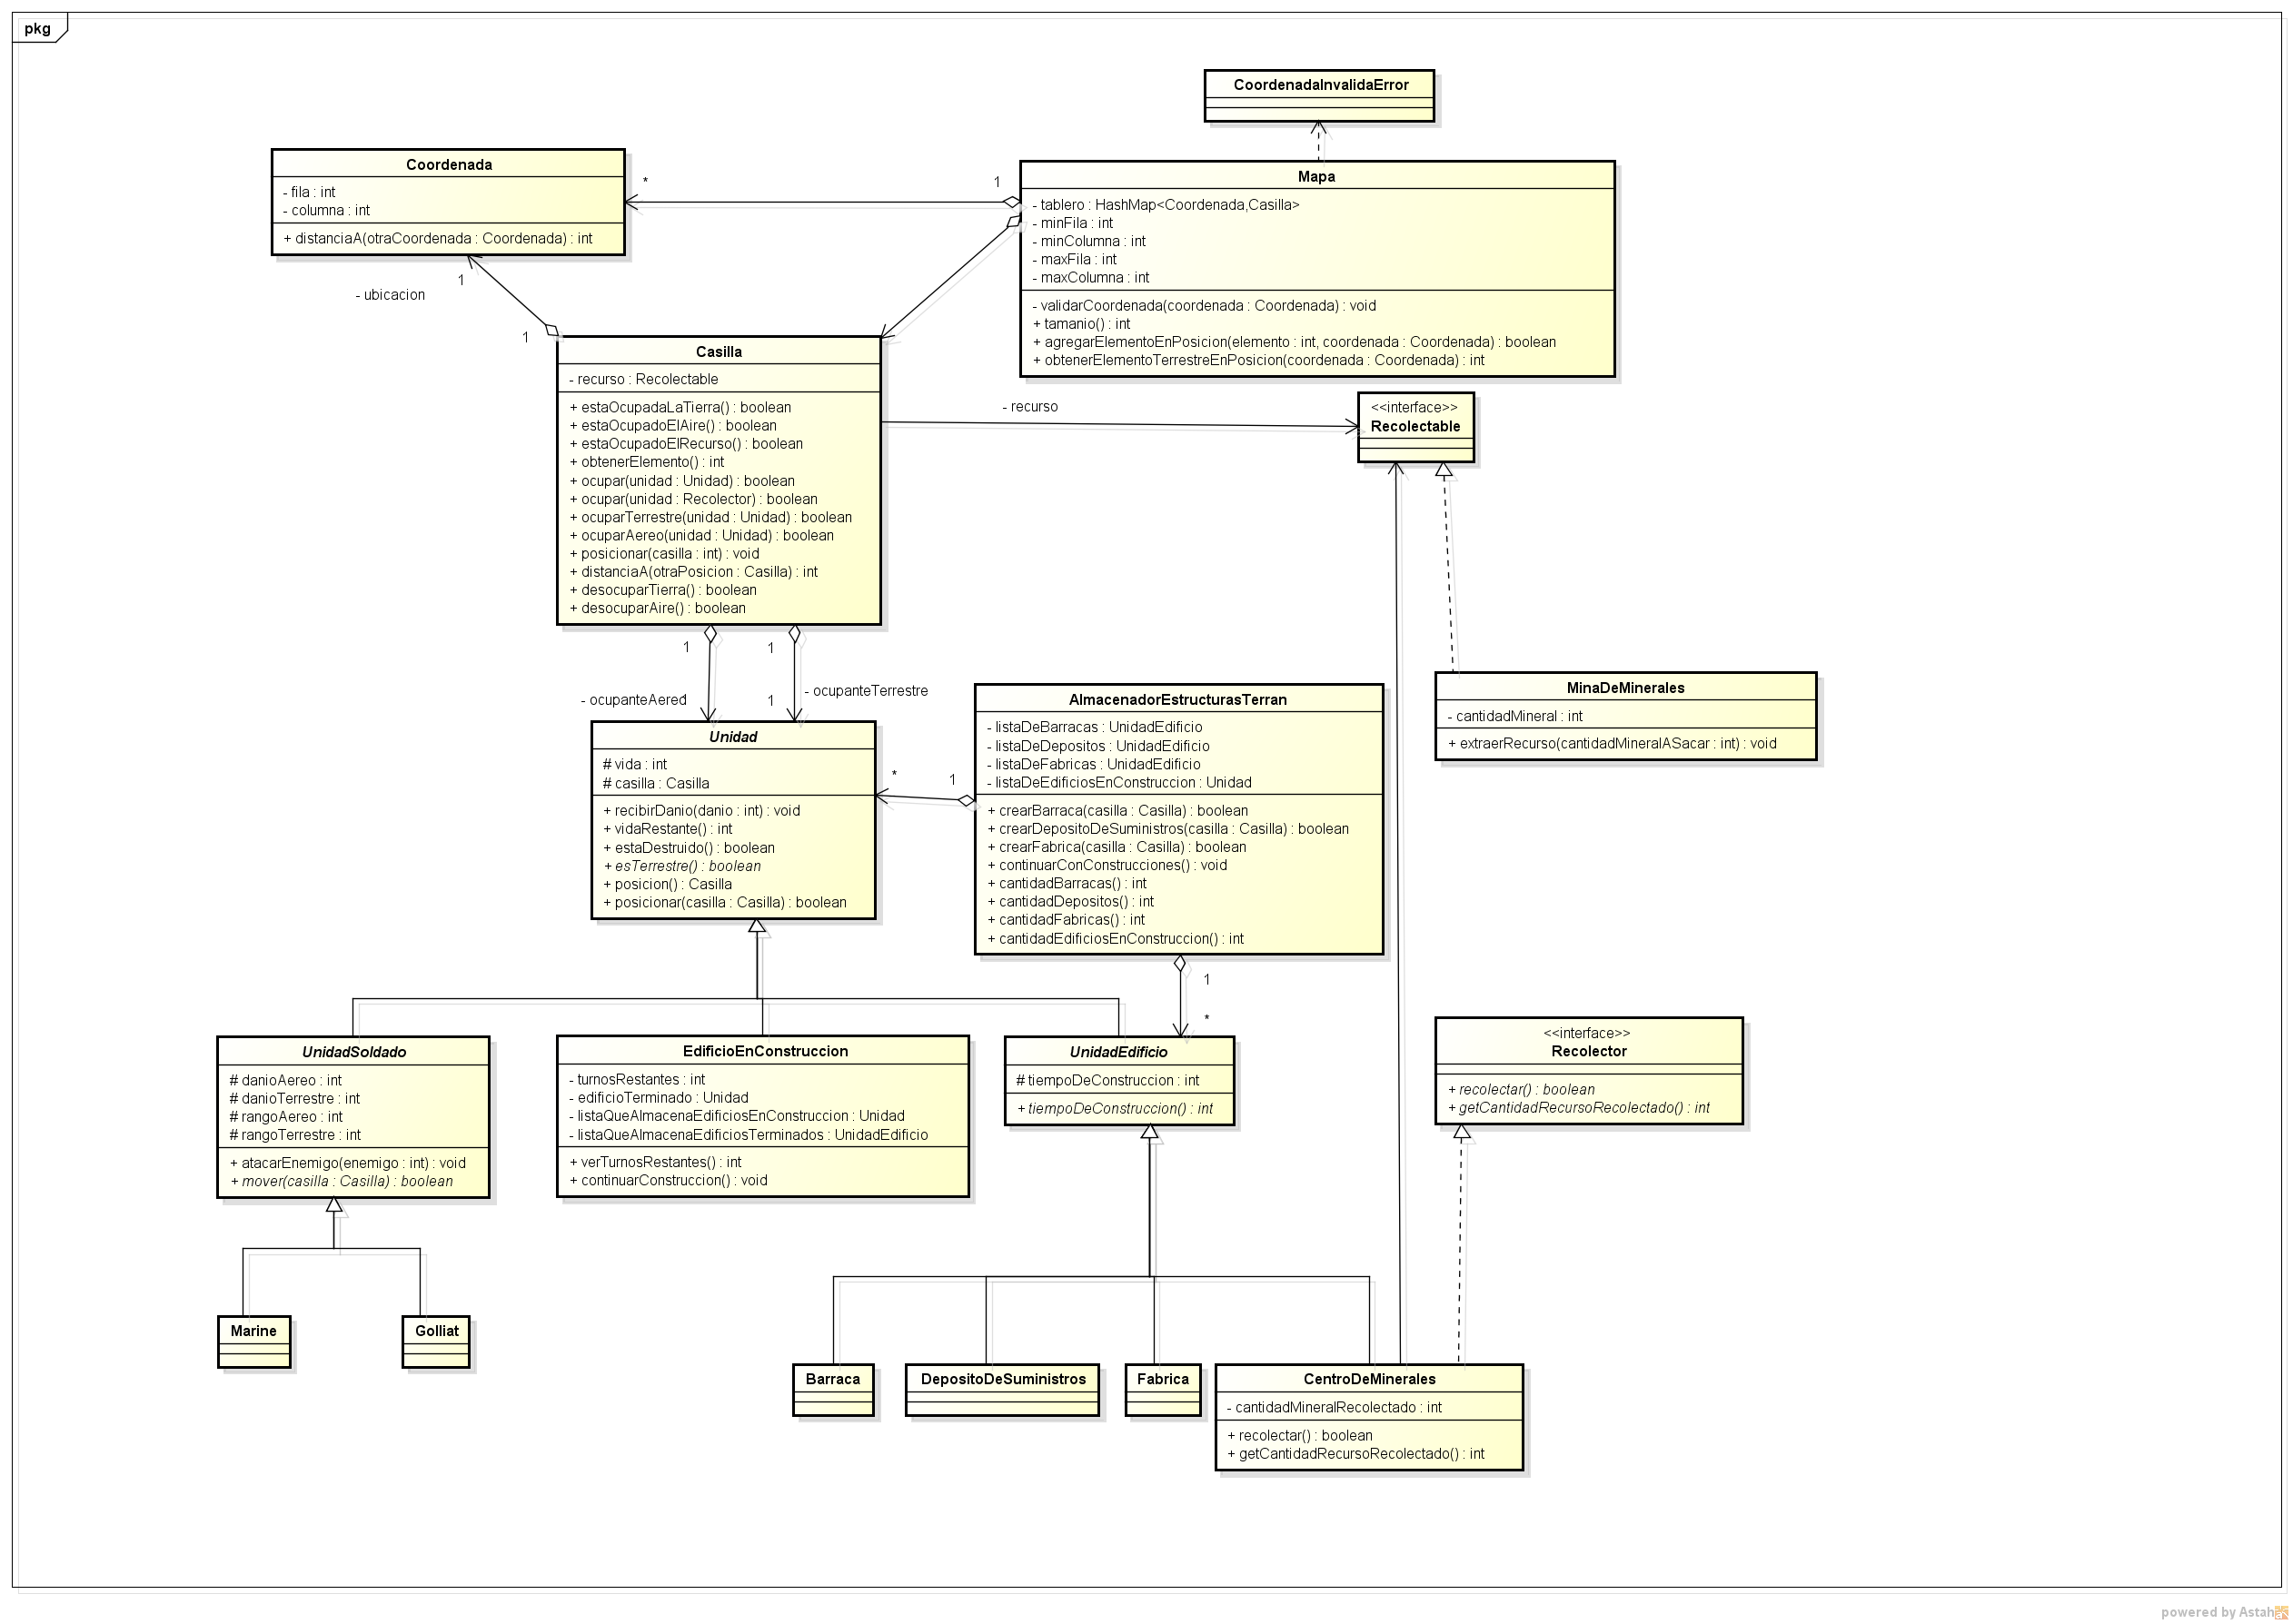 pkg
CoordenadaInvalidaError
Coordenada
- fila : int
- columna : int
+ distanciaA(otraCoordenada : Coordenada) : int
*
1
Mapa
- tablero : HashMap<Coordenada,Casilla>
- minFila : int
- minColumna : int
- maxFila : int
- maxColumna : int
- validarCoordenada(coordenada : Coordenada) : void
+ tamanio() : int
+ agregarElementoEnPosicion(elemento : int, coordenada : Coordenada) : boolean
+ obtenerElementoTerrestreEnPosicion(coordenada : Coordenada) : int
1
- ubicacion
1
Casilla
- recurso : Recolectable
+ estaOcupadaLaTierra() : boolean
+ estaOcupadoElAire() : boolean
+ estaOcupadoElRecurso() : boolean
+ obtenerElemento() : int
+ ocupar(unidad : Unidad) : boolean
+ ocupar(unidad : Recolector) : boolean
+ ocuparTerrestre(unidad : Unidad) : boolean
+ ocuparAereo(unidad : Unidad) : boolean
+ posicionar(casilla : int) : void
+ distanciaA(otraPosicion : Casilla) : int
+ desocuparTierra() : boolean
+ desocuparAire() : boolean
- recurso
<<interface>>
Recolectable
1
1
- ocupanteAereo
1
- ocupanteTerrestre
MinaDeMinerales
- cantidadMineral : int
+ extraerRecurso(cantidadMineralASacar : int) : void
Unidad
# vida : int
# casilla : Casilla
+ recibirDanio(danio : int) : void
+ vidaRestante() : int
+ estaDestruido() : boolean
+ esTerrestre() : boolean
+ posicion() : Casilla
+ posicionar(casilla : Casilla) : boolean
*
1
AlmacenadorEstructurasTerran
- listaDeBarracas : UnidadEdificio
- listaDeDepositos : UnidadEdificio
- listaDeFabricas : UnidadEdificio
- listaDeEdificiosEnConstruccion : Unidad
+ crearBarraca(casilla : Casilla) : boolean
+ crearDepositoDeSuministros(casilla : Casilla) : boolean
+ crearFabrica(casilla : Casilla) : boolean
+ continuarConConstrucciones() : void
+ cantidadBarracas() : int
+ cantidadDepositos() : int
+ cantidadFabricas() : int
+ cantidadEdificiosEnConstruccion() : int
1
*
UnidadSoldado
# danioAereo : int
# danioTerrestre : int
# rangoAereo : int
# rangoTerrestre : int
+ atacarEnemigo(enemigo : int) : void
+ mover(casilla : Casilla) : boolean
EdificioEnConstruccion
- turnosRestantes : int
- edificioTerminado : Unidad
- listaQueAlmacenaEdificiosEnConstruccion : Unidad
- listaQueAlmacenaEdificiosTerminados : UnidadEdificio
+ verTurnosRestantes() : int
+ continuarConstruccion() : void
UnidadEdificio
# tiempoDeConstruccion : int
+ tiempoDeConstruccion() : int
<<interface>>
Recolector
+ recolectar() : boolean
+ getCantidadRecursoRecolectado() : int
Marine
Golliat
Barraca
DepositoDeSuministros
Fabrica
CentroDeMinerales
- cantidadMineralRecolectado : int
+ recolectar() : boolean
+ getCantidadRecursoRecolectado() : int
powered by Astah